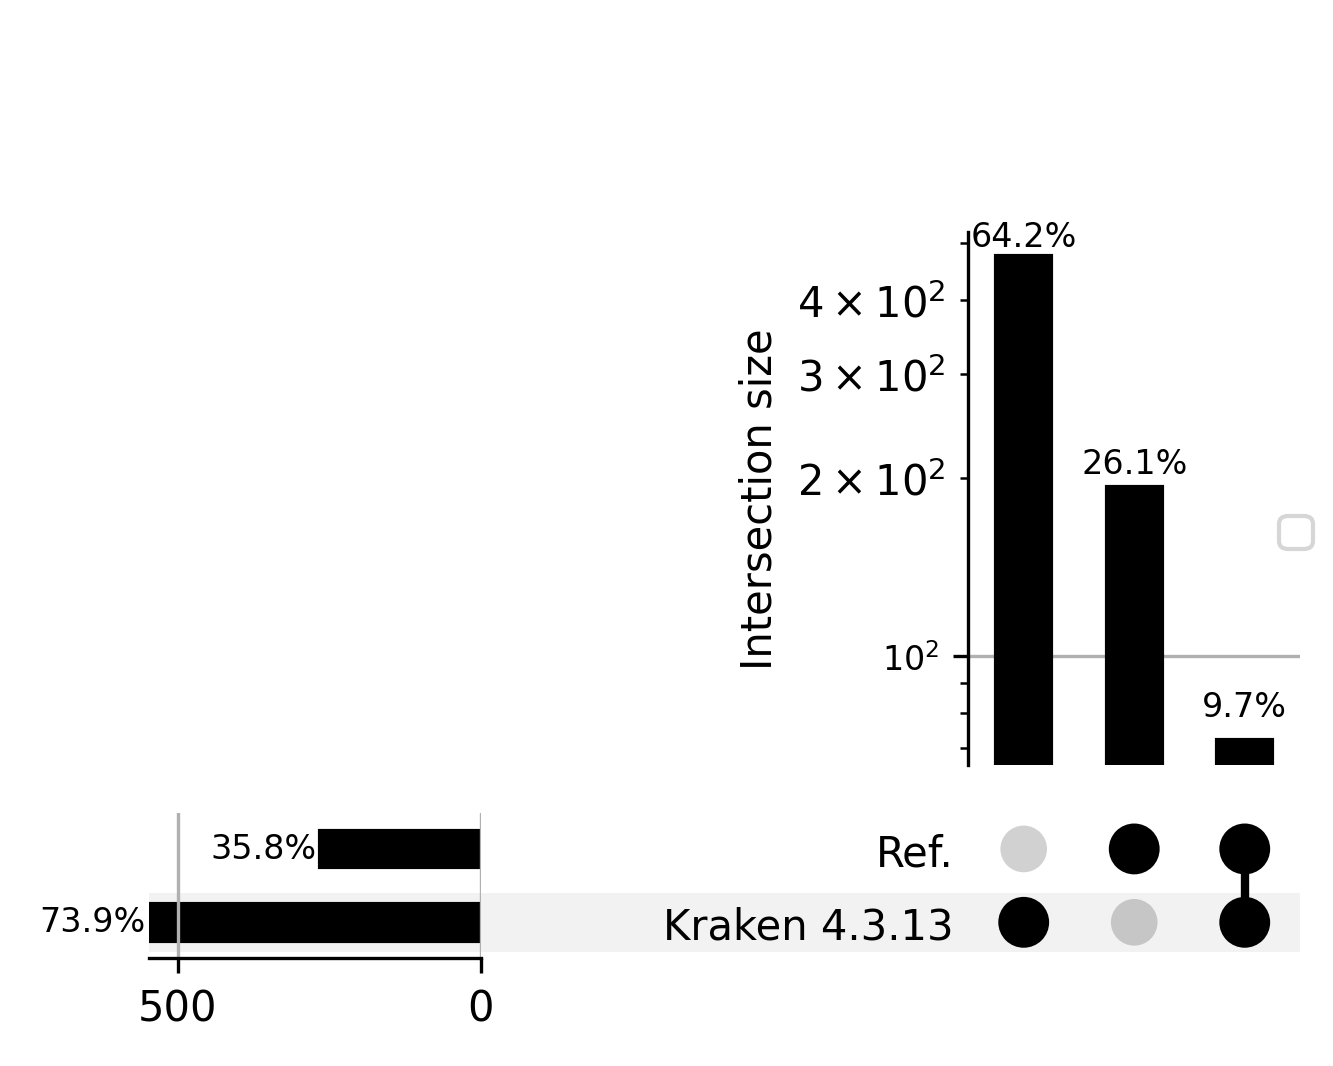 64.2%
4 × 10²
3 × 10²
2 × 10²
26.1%
Intersection size
10²
9.7%
35.8%
Ref.
73.9%
Kraken 4.3.13
500
0